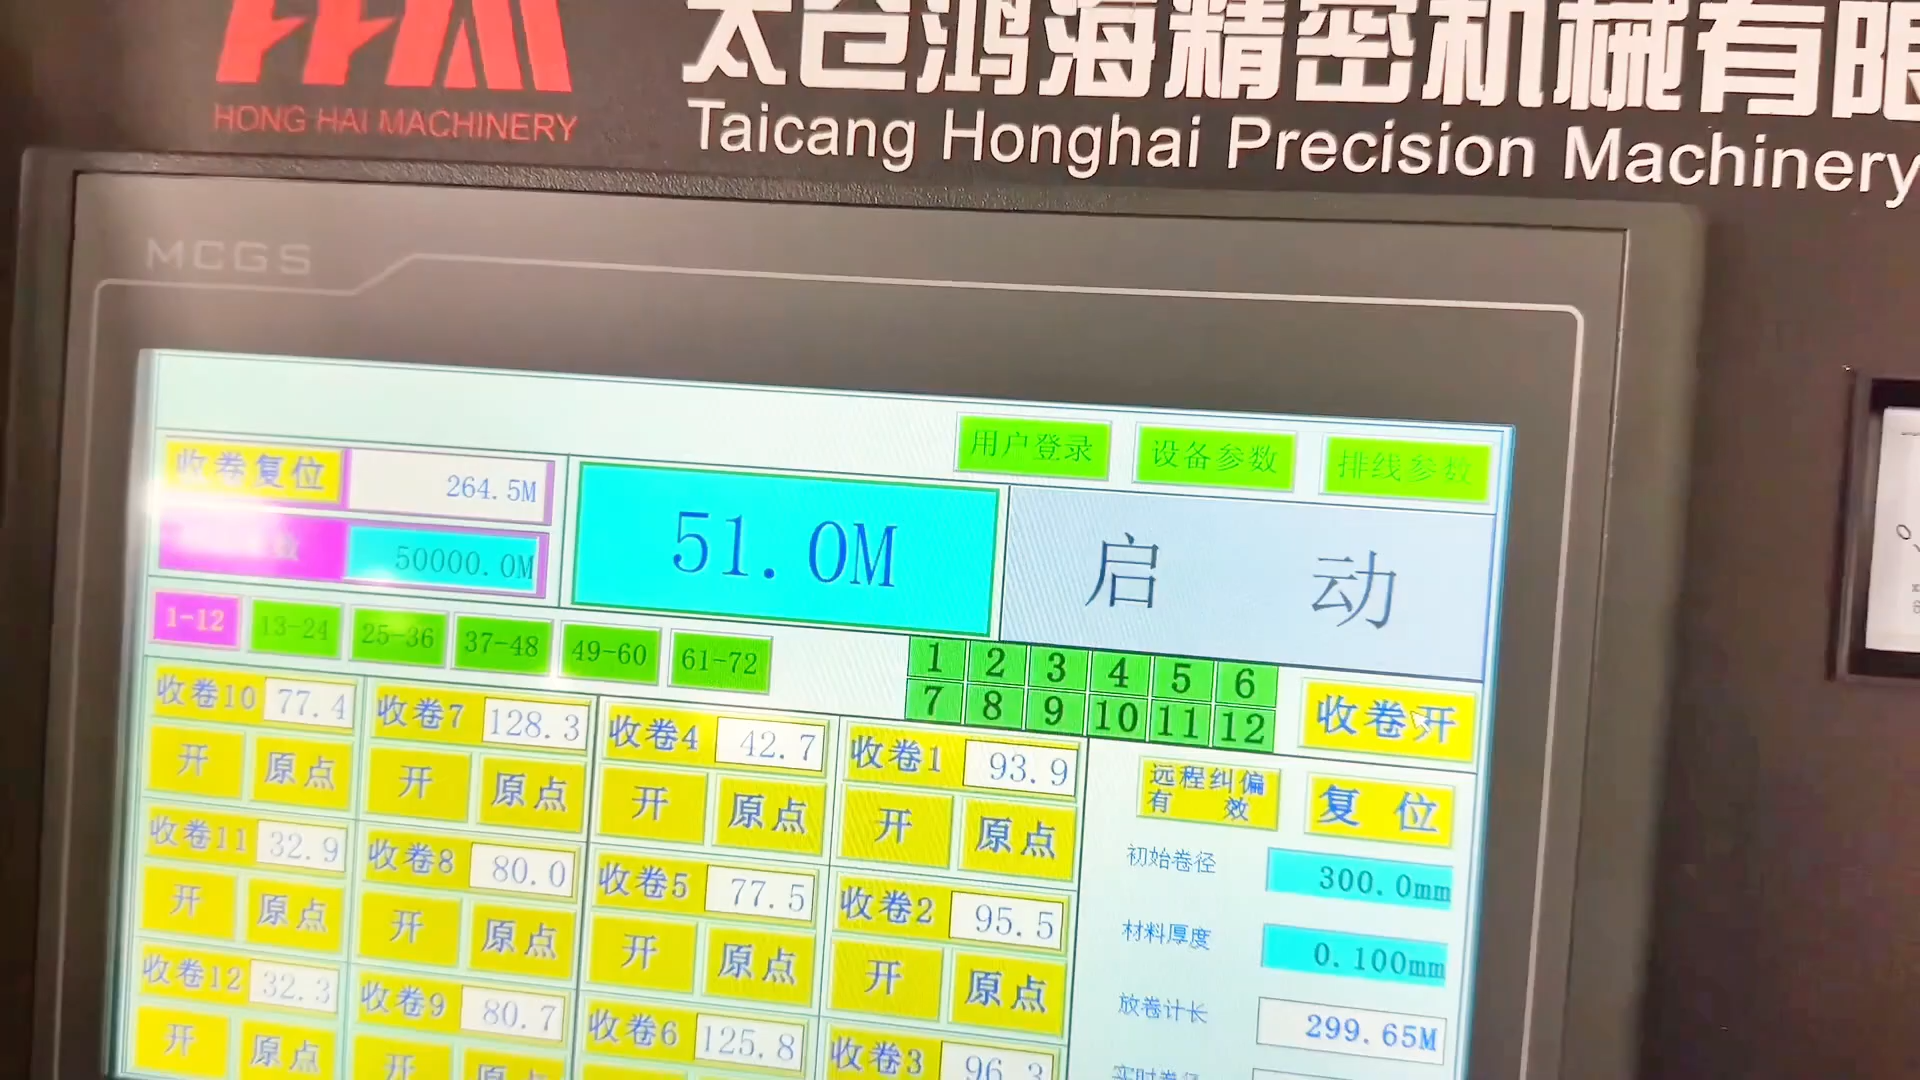 太仓鸿海精密机械有限
HONG HAI MACHINERY
Taicang Honghai Precision Machinery
MCGS
用户登录 设备参数 排线参数
收卷复位 264.5M
51.0M
启 动
数 50000.0M
1-12 13-24 25-36 37-48 49-60 61-72
1 2 3 4 5 6
7 8 9 10 11 12
收卷开
收卷10 77.4 收卷7 128.3 收卷4 42.7 收卷1 93.9
开 原点 开 原点 开 原点 开 原点
远程纠偏
有 效
复 位
收卷11 32.9 收卷8 80.0 收卷5 77.5 收卷2 95.5
开 原点 开 原点 开 原点 开 原点
初始卷径 300.0mm
材料厚度 0.100mm
收卷12 32.3 收卷9 80.7 收卷6 125.8 收卷3 96.3
开 原点 开 原点
放卷计长 299.65M
实时卷径